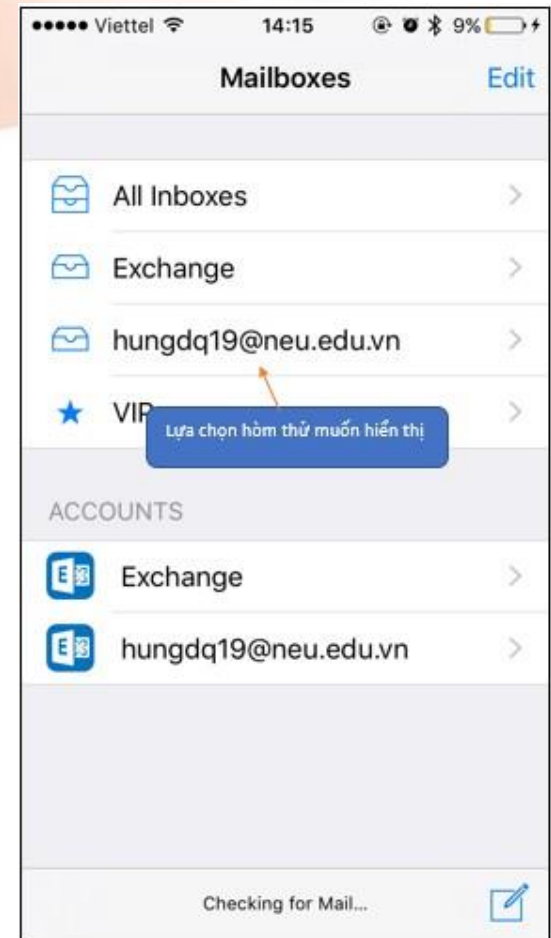 Viettel 14:15 9%
Mailboxes Edit
All Inboxes
Exchange
hungdq19@neu.edu.vn
VIP
Lựa chọn hòm thử muốn hiển thị
ACCOUNTS
Exchange
hungdq19@neu.edu.vn
Checking for Mail...